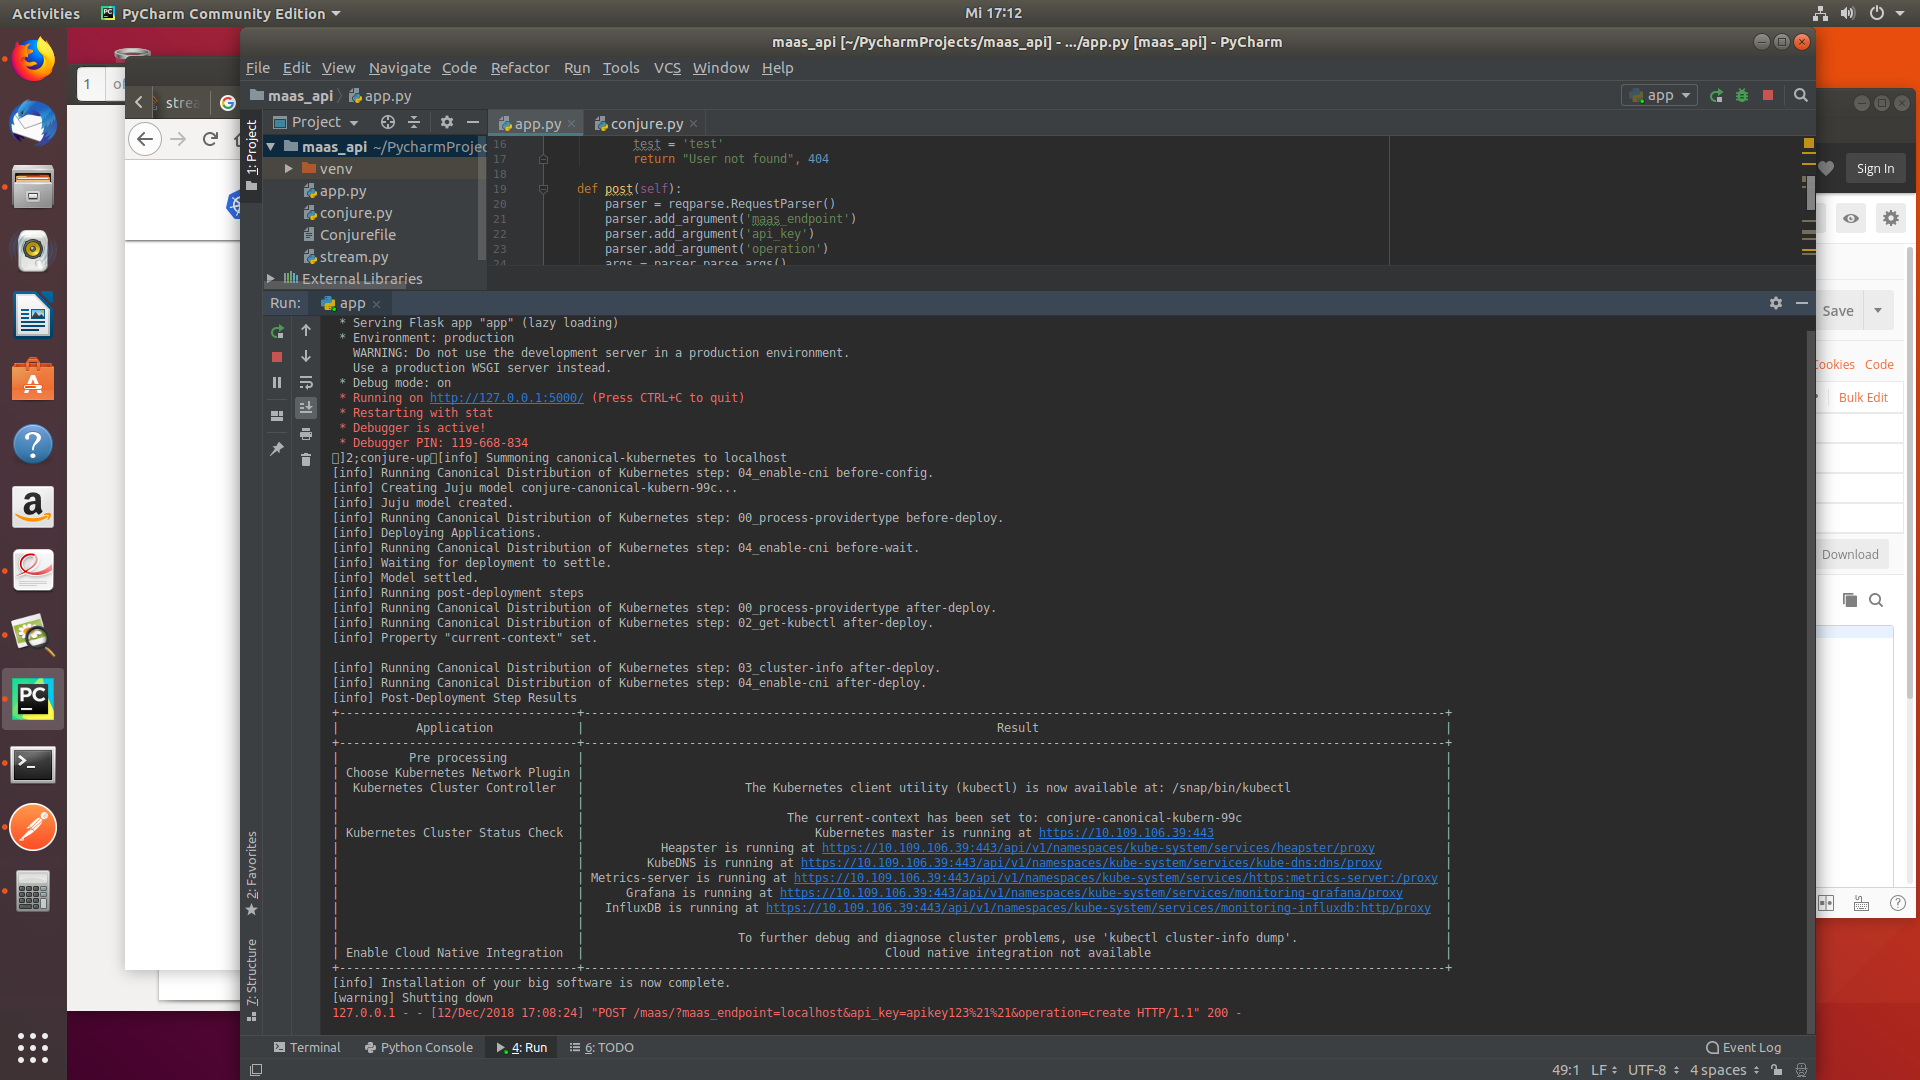 Activities
PyCharm Community Edition
Mi 17:12
maas_api [~/PycharmProjects/maas_api] - .../app.py [maas_api] - PyCharm
File Edit View Navigate Code Refactor Run Tools VCS Window Help
maas_api app.py
app
Project
app.py
conjure.py
1: Project
maas_api ~/PycharmProjec
venv
app.py
conjure.py
Conjurefile
stream.py
External Libraries
16 test = 'test'
17 return "User not found", 404
18
19 def post(self):
20 parser = reqparse.RequestParser()
21 parser.add_argument('maas_endpoint')
22 parser.add_argument('api_key')
23 parser.add_argument('operation')
24 args = parser.parse_args()
1 of
strea
Sign In
Save
Cookies Code
Bulk Edit
Download
Run: app
* Serving Flask app "app" (lazy loading)
* Environment: production
WARNING: Do not use the development server in a production environment.
Use a production WSGI server instead.
* Debug mode: on
* Running on http://127.0.0.1:5000/ (Press CTRL+C to quit)
* Restarting with stat
* Debugger is active!
* Debugger PIN: 119-668-834
]2;conjure-up[info] Summoning canonical-kubernetes to localhost
[info] Running Canonical Distribution of Kubernetes step: 04_enable-cni before-config.
[info] Creating Juju model conjure-canonical-kubern-99c...
[info] Juju model created.
[info] Running Canonical Distribution of Kubernetes step: 00_process-providertype before-deploy.
[info] Deploying Applications.
[info] Running Canonical Distribution of Kubernetes step: 04_enable-cni before-wait.
[info] Waiting for deployment to settle.
[info] Model settled.
[info] Running post-deployment steps
[info] Running Canonical Distribution of Kubernetes step: 00_process-providertype after-deploy.
[info] Running Canonical Distribution of Kubernetes step: 02_get-kubectl after-deploy.
[info] Property "current-context" set.
[info] Running Canonical Distribution of Kubernetes step: 03_cluster-info after-deploy.
[info] Running Canonical Distribution of Kubernetes step: 04_enable-cni after-deploy.
[info] Post-Deployment Step Results
| Application | Result |
| Pre processing | |
| Choose Kubernetes Network Plugin | |
| Kubernetes Cluster Controller | The Kubernetes client utility (kubectl) is now available at: /snap/bin/kubectl |
| | The current-context has been set to: conjure-canonical-kubern-99c |
| Kubernetes Cluster Status Check | Kubernetes master is running at https://10.109.106.39:443 |
| | Heapster is running at https://10.109.106.39:443/api/v1/namespaces/kube-system/services/heapster/proxy |
| | KubeDNS is running at https://10.109.106.39:443/api/v1/namespaces/kube-system/services/kube-dns:dns/proxy |
| | Metrics-server is running at https://10.109.106.39:443/api/v1/namespaces/kube-system/services/https:metrics-server:/proxy |
| | Grafana is running at https://10.109.106.39:443/api/v1/namespaces/kube-system/services/monitoring-grafana/proxy |
| | InfluxDB is running at https://10.109.106.39:443/api/v1/namespaces/kube-system/services/monitoring-influxdb:http/proxy |
| | To further debug and diagnose cluster problems, use 'kubectl cluster-info dump'. |
| Enable Cloud Native Integration | Cloud native integration not available |
[info] Installation of your big software is now complete.
[warning] Shutting down
127.0.0.1 - - [12/Dec/2018 17:08:24] "POST /maas/?maas_endpoint=localhost&api_key=apikey123%21%21&operation=create HTTP/1.1" 200 -
2: Favorites
7: Structure
Terminal
Python Console
4: Run
6: TODO
Event Log
49:1 LF UTF-8 4 spaces